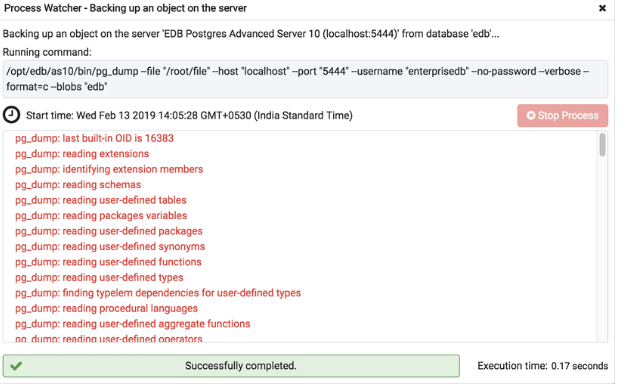 Process Watcher - Backing up an object on the server
Backing up an object on the server 'EDB Postgres Advanced Server 10 (localhost:5444)' from database 'edb'...
Running command:
/opt/edb/as10/bin/pg_dump --file "/root/file" --host "localhost" --port "5444" --username "enterprisedb" --no-password --verbose --
format=c --blobs "edb"
Start time: Wed Feb 13 2019 14:05:28 GMT+0530 (India Standard Time)
Stop Process
pg_dump: last built-in OID is 16383
pg_dump: reading extensions
pg_dump: identifying extension members
pg_dump: reading schemas
pg_dump: reading user-defined tables
pg_dump: reading packages variables
pg_dump: reading user-defined packages
pg_dump: reading user-defined synonyms
pg_dump: reading user-defined functions
pg_dump: reading user-defined types
pg_dump: finding typelem dependencies for user-defined types
pg_dump: reading procedural languages
pg_dump: reading user-defined aggregate functions
pg_dump: reading user-defined operators
Successfully completed.
Execution time: 0.17 seconds